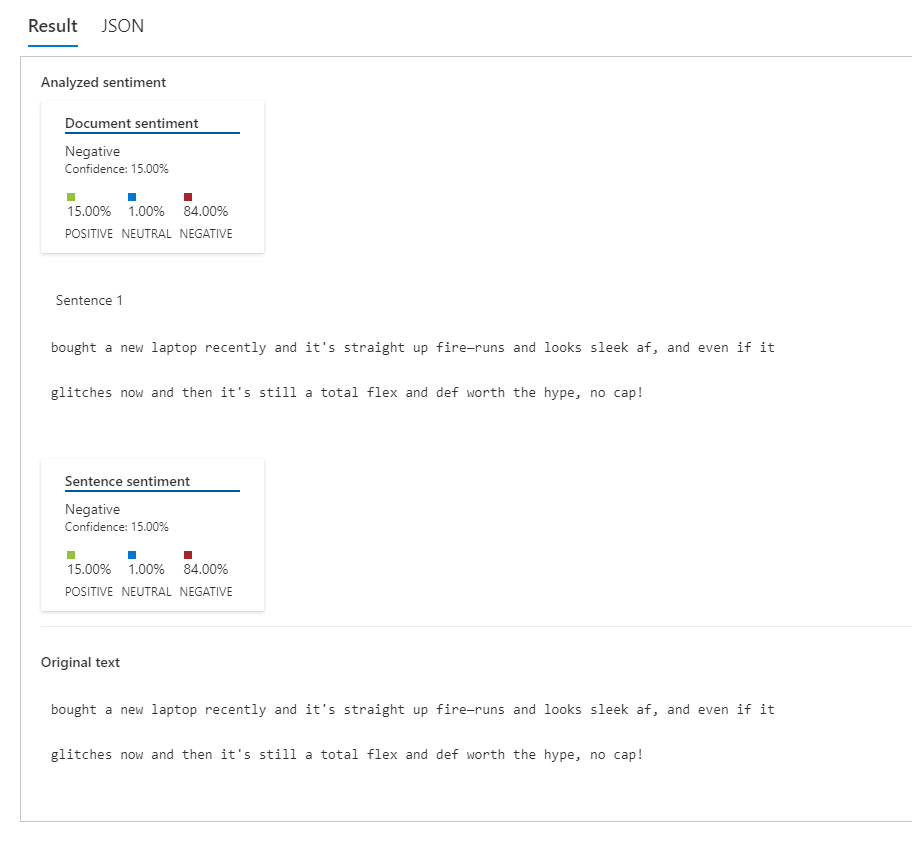 Result JSON
Analyzed sentiment
Document sentiment
Negative
Confidence: 15.00%
15.00% 1.00% 84.00%
POSITIVE NEUTRAL NEGATIVE
Sentence 1
bought a new laptop recently and it's straight up fire—runs and looks sleek af, and even if it
glitches now and then it's still a total flex and def worth the hype, no cap!
Sentence sentiment
Negative
Confidence: 15.00%
15.00% 1.00% 84.00%
POSITIVE NEUTRAL NEGATIVE
Original text
bought a new laptop recently and it's straight up fire—runs and looks sleek af, and even if it
glitches now and then it's still a total flex and def worth the hype, no cap!